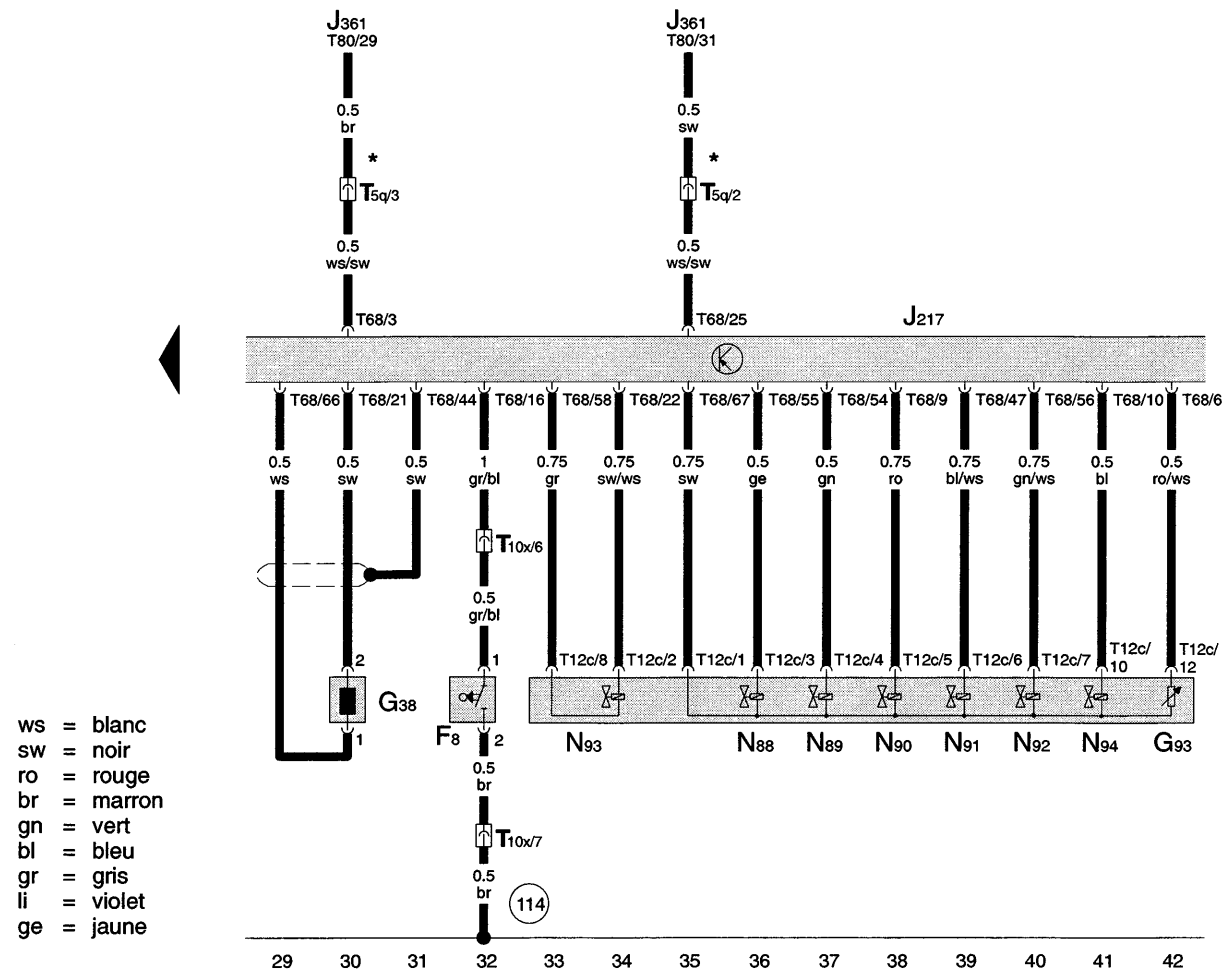 J361 J361
T80/29 T80/31
0.5 0.5
br sw
* *
T5q/3 T5q/2
0.5 0.5
ws/sw ws/sw
T68/3 T68/25 J217
T68/66 T68/21 T68/44 T68/16 T68/58 T68/22 T68/67 T68/55 T68/54 T68/9 T68/47 T68/56 T68/10 T68/6
0.5 0.5 0.5 1 0.75 0.75 0.75 0.5 0.5 0.75 0.75 0.75 0.5 0.5
ws sw sw gr/bl gr sw/ws sw ge gn ro bl/ws gn/ws bl ro/ws
T10x/6
0.5
gr/bl
2 1 T12c/8 T12c/2 T12c/1 T12c/3 T12c/4 T12c/5 T12c/6 T12c/7 T12c/10 T12c/12
G38
1 F8 2 N93 N88 N89 N90 N91 N92 N94 G93
0.5
br
T10x/7
0.5
br
114
ws = blanc
sw = noir
ro = rouge
br = marron
gn = vert
bl = bleu
gr = gris
li = violet
ge = jaune
29 30 31 32 33 34 35 36 37 38 39 40 41 42